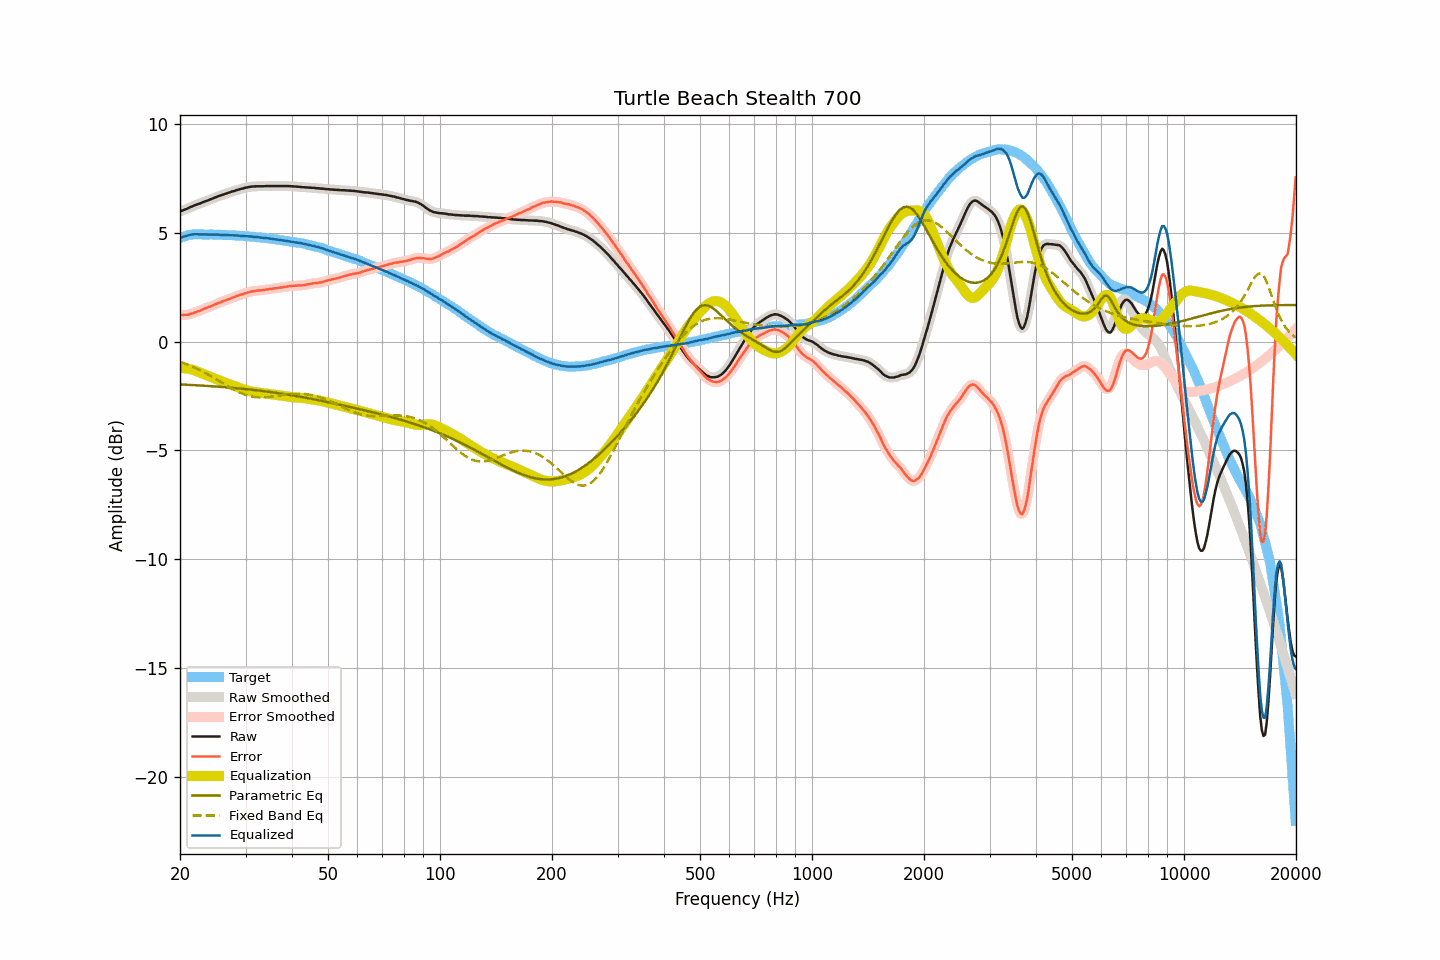 Turtle Beach Stealth 700
10
5
0
−5
−10
−15
−20
Amplitude (dBr)
Target
Raw Smoothed
Error Smoothed
Raw
Error
Equalization
Parametric Eq
Fixed Band Eq
Equalized
20 50 100 200 500 1000 2000 5000 10000 20000
Frequency (Hz)